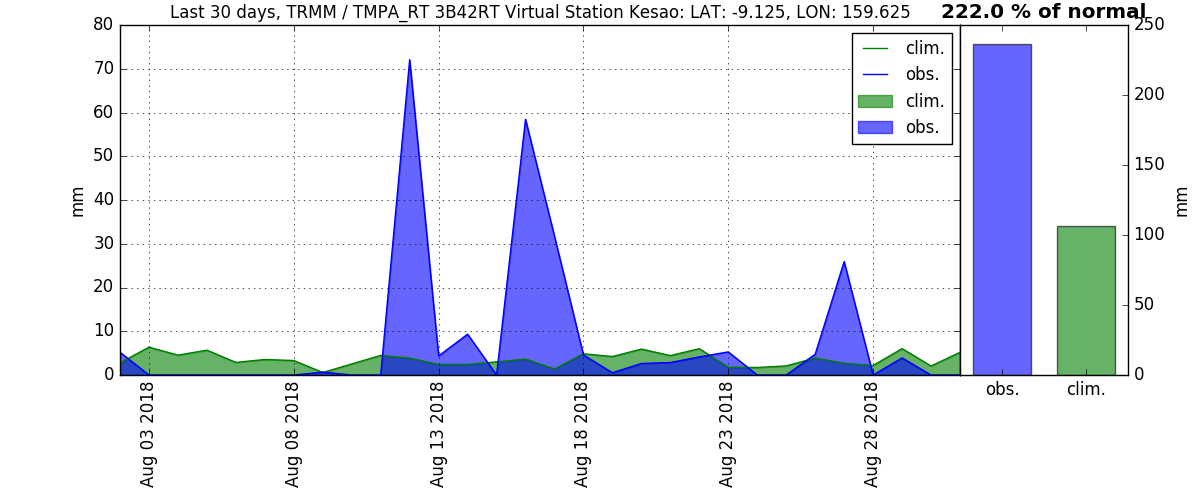 Last 30 days, TRMM / TMPA_RT 3B42RT Virtual Station Kesao: LAT: -9.125, LON: 159.625
222.0 % of normal
80
70
60
50
40
30
20
10
0
mm
clim.
obs.
clim.
obs.
250
200
150
100
50
0
mm
obs.
clim.
Aug 03 2018
Aug 08 2018
Aug 13 2018
Aug 18 2018
Aug 23 2018
Aug 28 2018